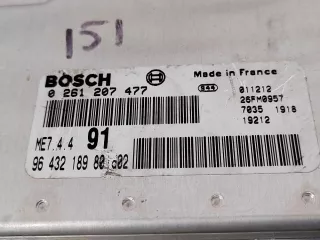 151
BOSCH Made in France
0 261 207 477 011212
26FM0957
7035 1918
19212
ME7.4.4 91
96 432 189 80 c02